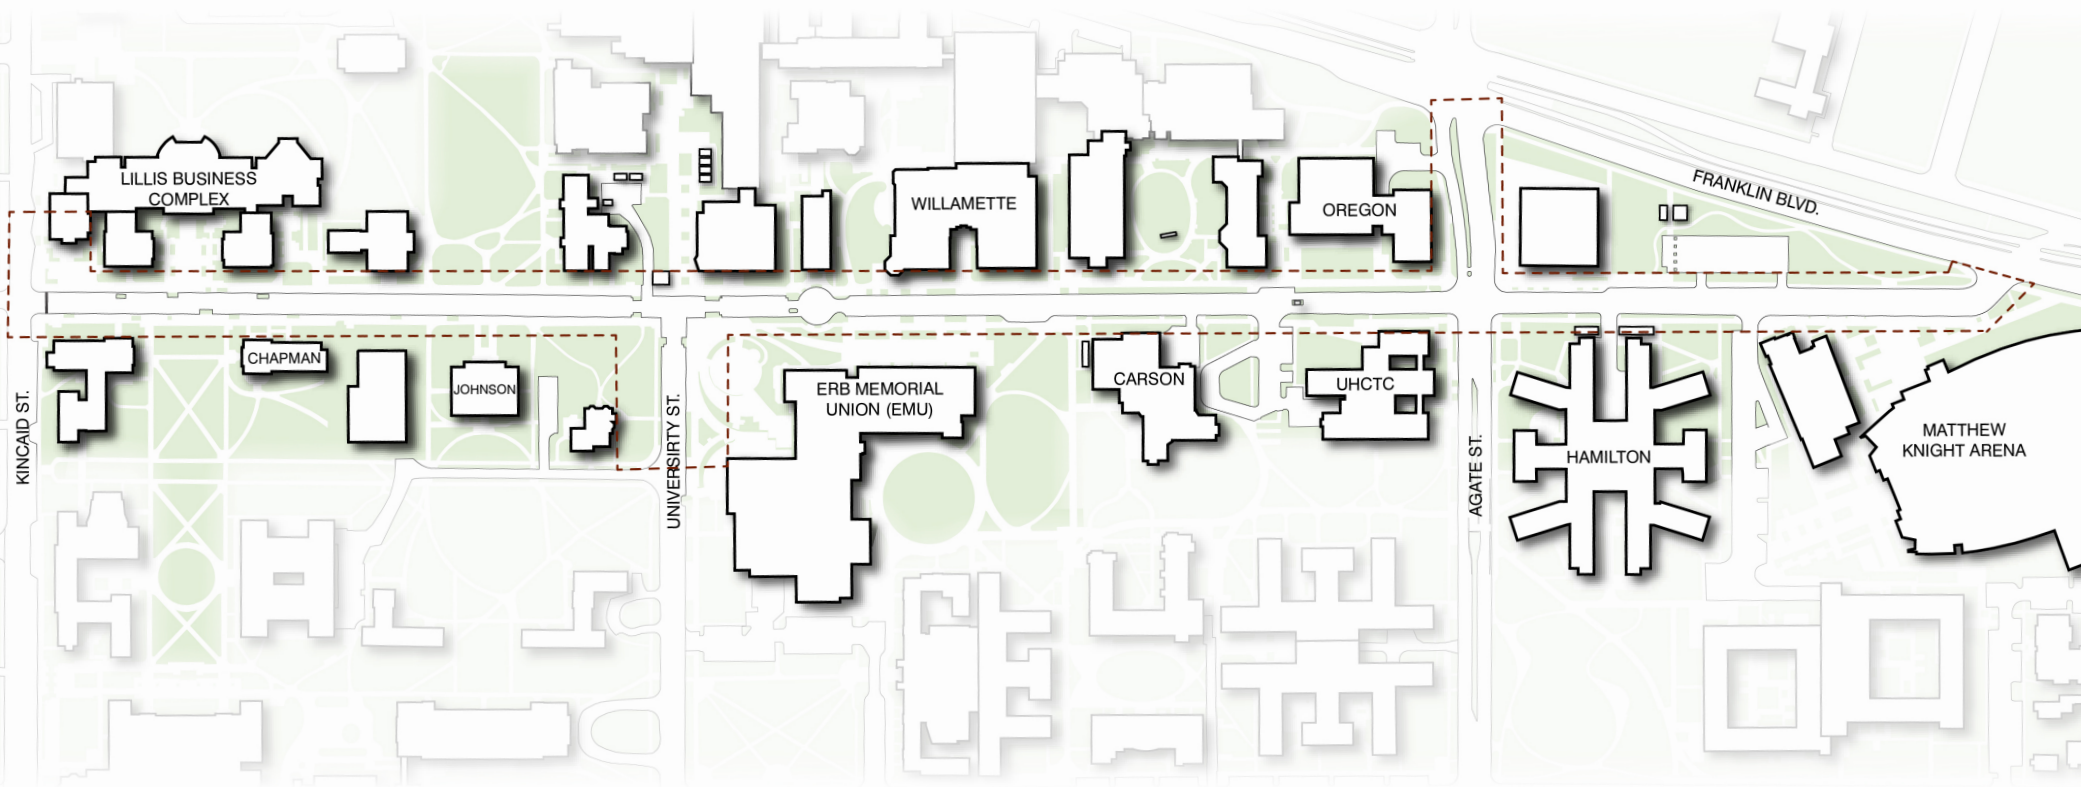 LILLIS BUSINESS
COMPLEX
WILLAMETTE
OREGON
FRANKLIN BLVD.
KINCAID ST.
CHAPMAN
JOHNSON
UNIVERSIRTY ST.
ERB MEMORIAL
UNION (EMU)
CARSON
UHCTC
AGATE ST.
HAMILTON
MATTHEW
KNIGHT ARENA